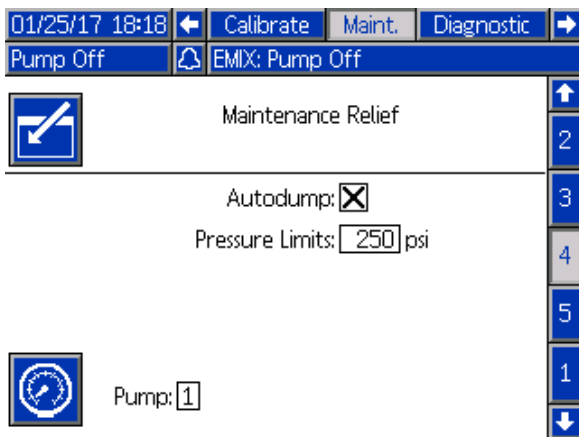 01/25/17 18:18 Calibrate Maint. Diagnostic
Pump Off EMIX: Pump Off
Maintenance Relief
2
Autodump:
3
Pressure Limits: 250 psi
4
5
1
Pump: 1